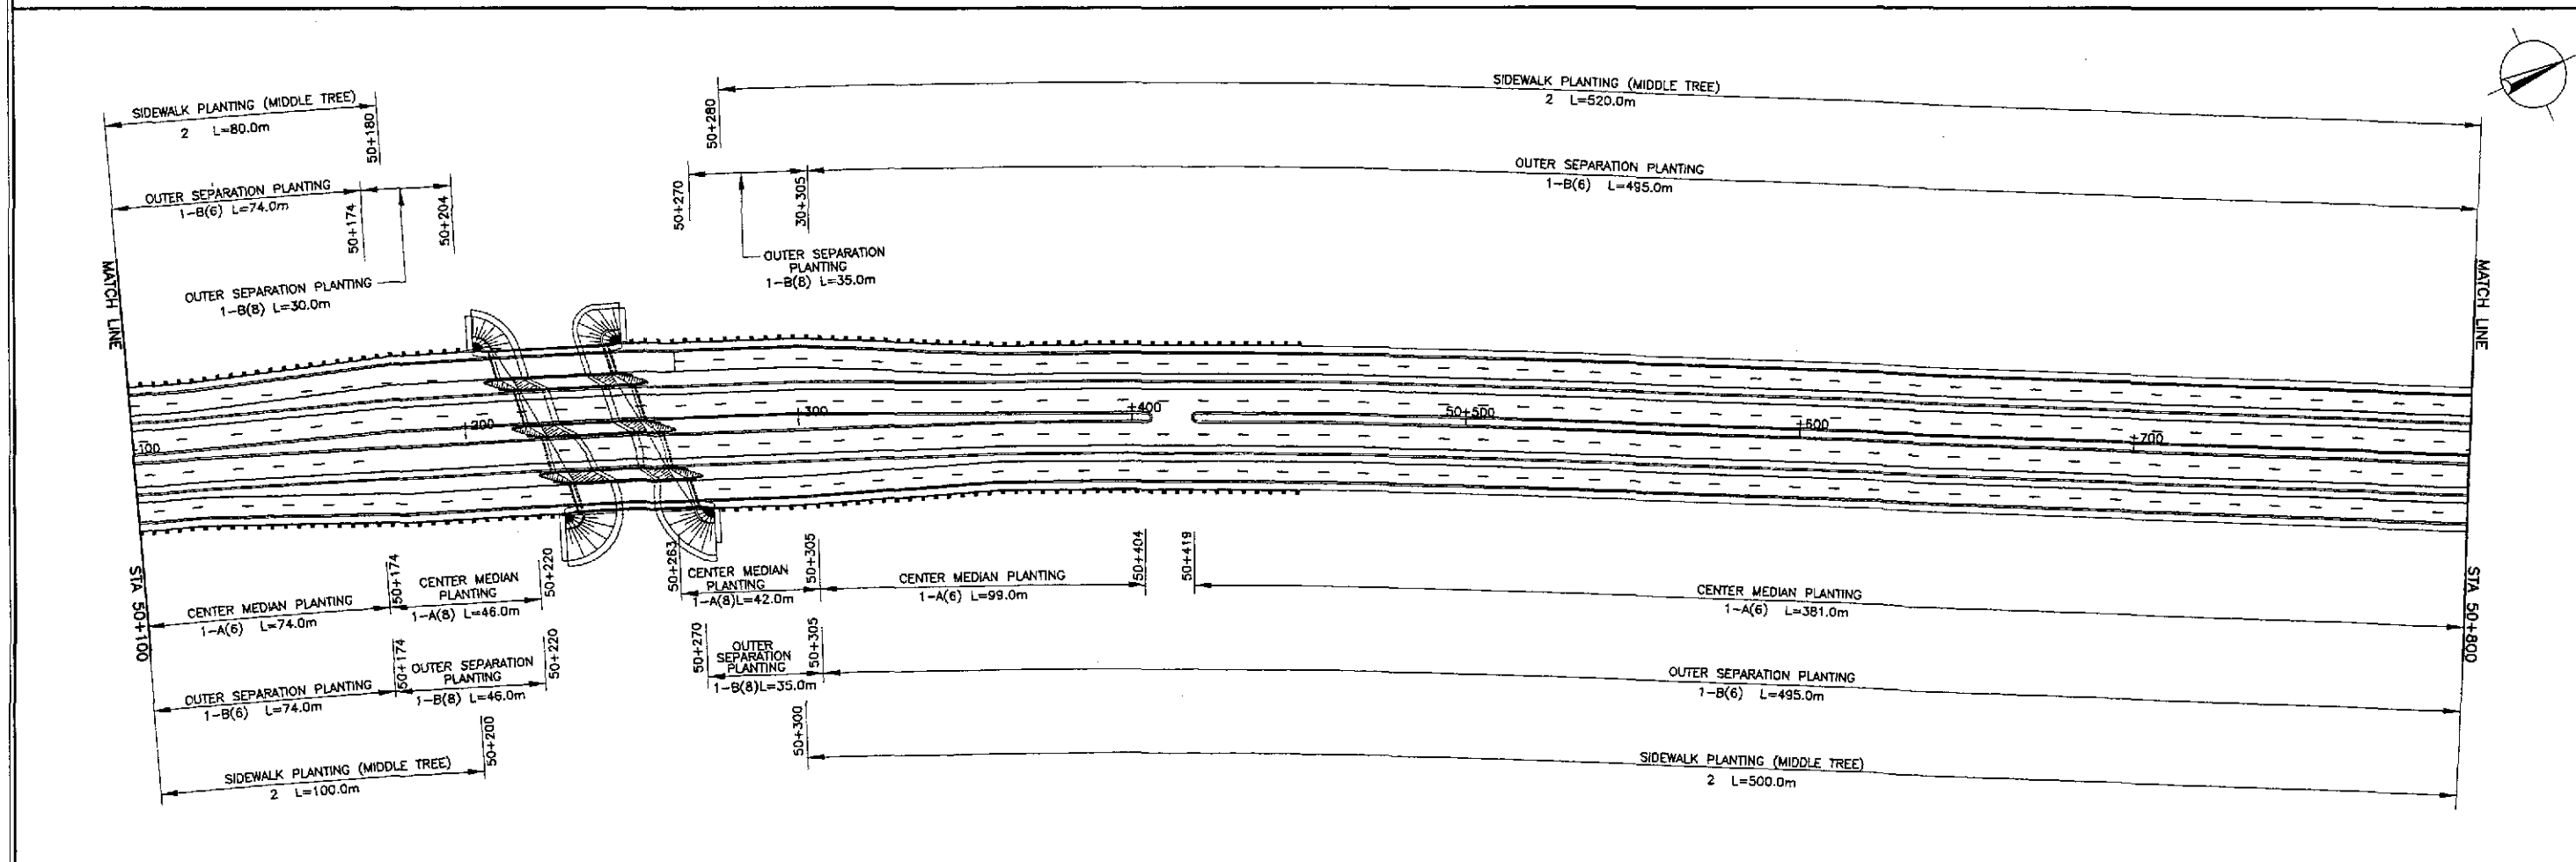 SIDEWALK PLANTING (MIDDLE TREE)
2 L=80.0m
50+180
OUTER SEPARATION PLANTING
1-B(6) L=74.0m
50+174
50+204
OUTER SEPARATION PLANTING
1-B(8) L=30.0m
SIDEWALK PLANTING (MIDDLE TREE)
2 L=520.0m
50+280
OUTER SEPARATION PLANTING
1-B(6) L=495.0m
50+270
30+305
OUTER SEPARATION
PLANTING
1-B(8) L=35.0m
MATCH LINE
MATCH LINE
-100
+200
+300
+400
50+500
+600
+700
STA 50+100
STA 50+800
CENTER MEDIAN PLANTING
1-A(6) L=74.0m
50+174
CENTER MEDIAN
PLANTING
1-A(8) L=46.0m
50+220
50+263
CENTER MEDIAN
PLANTING
1-A(8)L=42.0m
50+305
CENTER MEDIAN PLANTING
1-A(6) L=99.0m
50+404
50+419
CENTER MEDIAN PLANTING
1-A(6) L=381.0m
OUTER SEPARATION PLANTING
1-B(6) L=74.0m
50+174
OUTER SEPARATION
PLANTING
1-B(8) L=46.0m
50+220
50+270
OUTER
SEPARATION
PLANTING
1-B(8)L=35.0m
50+305
OUTER SEPARATION PLANTING
1-B(6) L=495.0m
SIDEWALK PLANTING (MIDDLE TREE)
2 L=100.0m
50+200
50+300
SIDEWALK PLANTING (MIDDLE TREE)
2 L=500.0m